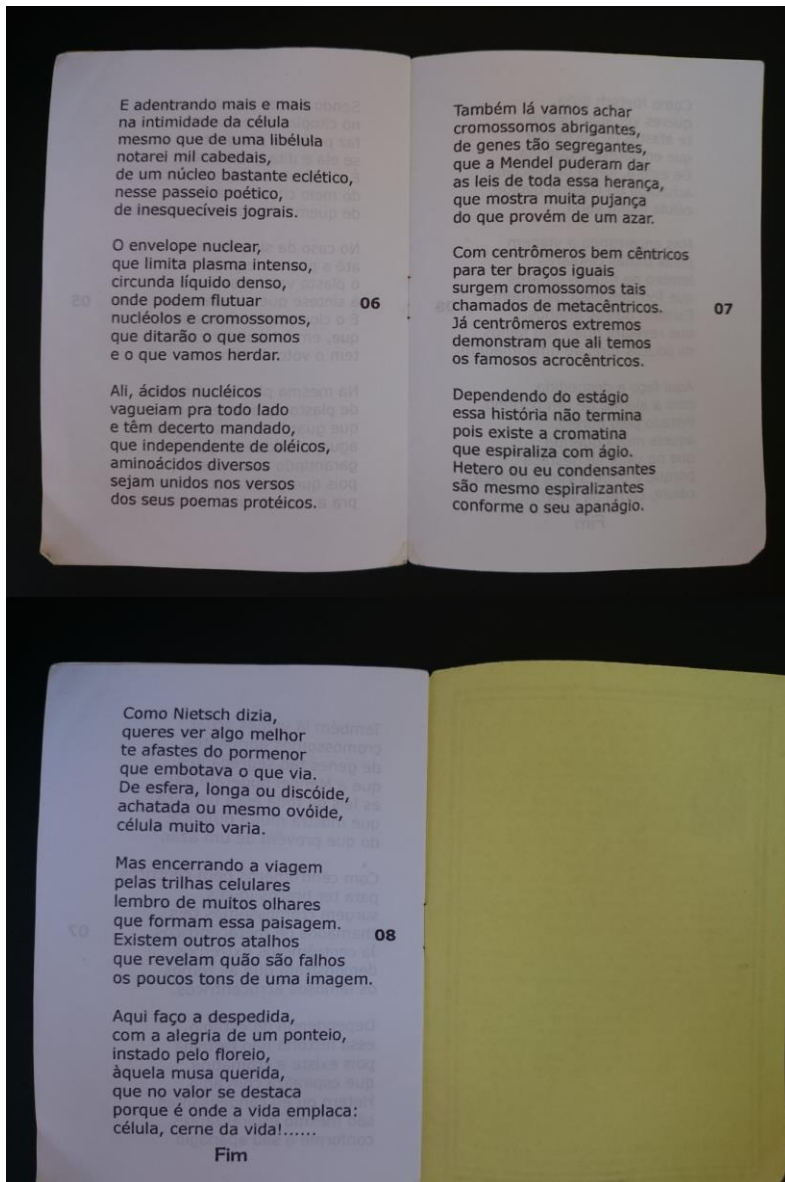 E adentrando mais e mais
na intimidade da célula
mesmo que de uma libélula
notarei mil cabedais,
de um núcleo bastante eclético,
nesse passeio poético,
de inesquecíveis jograis.
O envelope nuclear,
que limita plasma intenso,
circunda líquido denso,
onde podem flutuar
nucléolos e cromossomos,
que ditarão o que somos
e o que vamos herdar.
Ali, ácidos nucléicos
vagueiam pra todo lado
e têm decerto mandado,
que independente de oléicos,
aminoácidos diversos
sejam unidos nos versos
dos seus poemas protéicos.
06
Também lá vamos achar
cromossomos abrigantes,
de genes tão segregantes,
que a Mendel puderam dar
as leis de toda essa herança,
que mostra muita pujança
do que provém de um azar.
Com centrômeros bem cêntricos
para ter braços iguais
surgem cromossomos tais
chamados de metacêntricos.
Já centrômeros extremos
demonstram que ali temos
os famosos acrocêntricos.
Dependendo do estágio
essa história não termina
pois existe a cromatina
que espiraliza com ágio.
Hetero ou eu condensantes
são mesmo espiralizantes
conforme o seu apanágio.
07
Como Nietsch dizia,
queres ver algo melhor
te afastes do pormenor
que embotava o que via.
De esfera, longa ou discóide,
achatada ou mesmo ovóide,
célula muito varia.
Mas encerrando a viagem
pelas trilhas celulares
lembro de muitos olhares
que formam essa paisagem.
Existem outros atalhos
que revelam quão são falhos
os poucos tons de uma imagem.
Aqui faço a despedida,
com a alegria de um ponteio,
instado pelo floreio,
àquela musa querida,
que no valor se destaca
porque é onde a vida emplaca:
célula, cerne da vida!......
Fim
08